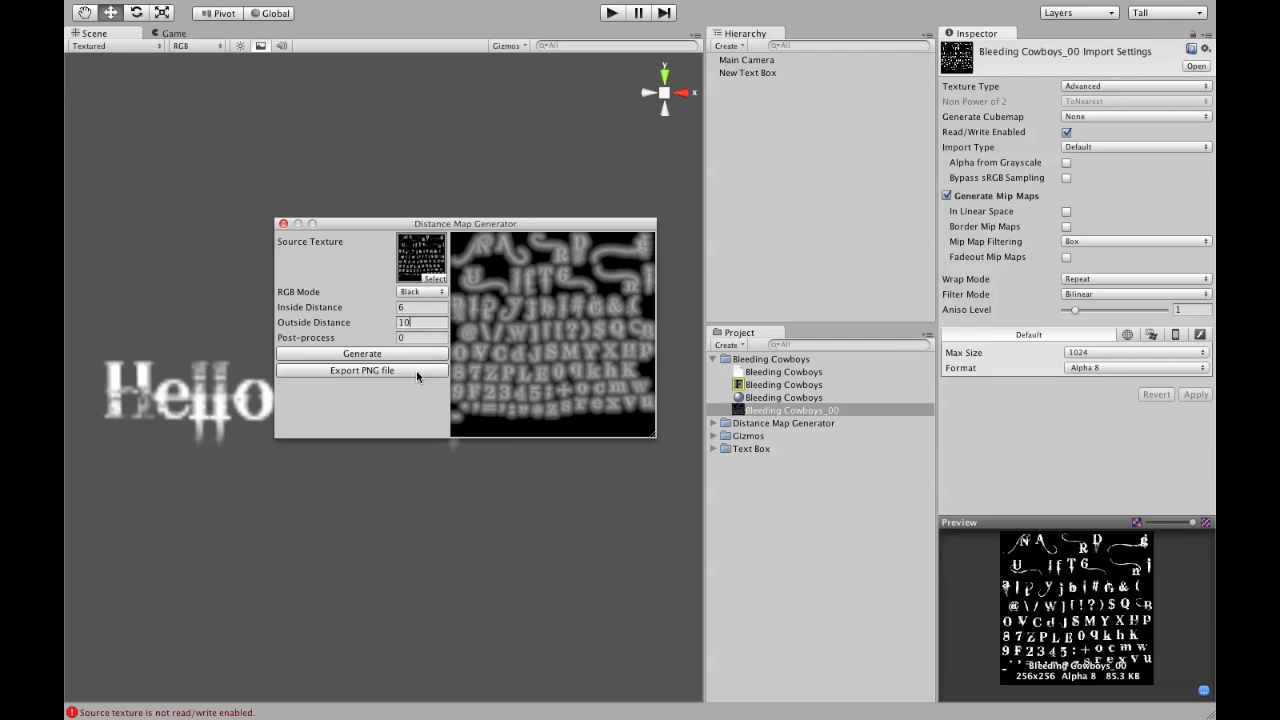 Pivot Global Layers Tall
Scene Game
Textured RGB Gizmos All
Hello
Distance Map Generator
Source Texture
Select
RGB Mode Black
Inside Distance 6
Outside Distance 10
Post-process 0
Generate
Export PNG file
Hierarchy
Create All
Main Camera
New Text Box
Project
Create All
Bleeding Cowboys
Bleeding Cowboys
Bleeding Cowboys
Bleeding Cowboys
Bleeding Cowboys_00
Distance Map Generator
Gizmos
Text Box
Inspector
Bleeding Cowboys_00 Import Settings
Open
Texture Type Advanced
Non Power of 2 ToNearest
Generate Cubemap None
Read/Write Enabled
Import Type Default
Alpha from Grayscale
Bypass sRGB Sampling
Generate Mip Maps
In Linear Space
Border Mip Maps
Mip Map Filtering Box
Fadeout Mip Maps
Wrap Mode Repeat
Filter Mode Bilinear
Aniso Level 1
Default
Max Size 1024
Format Alpha 8
Revert Apply
Preview
Bleeding Cowboys_00
256x256 Alpha 8 85.3 KB
Source texture is not read/write enabled.